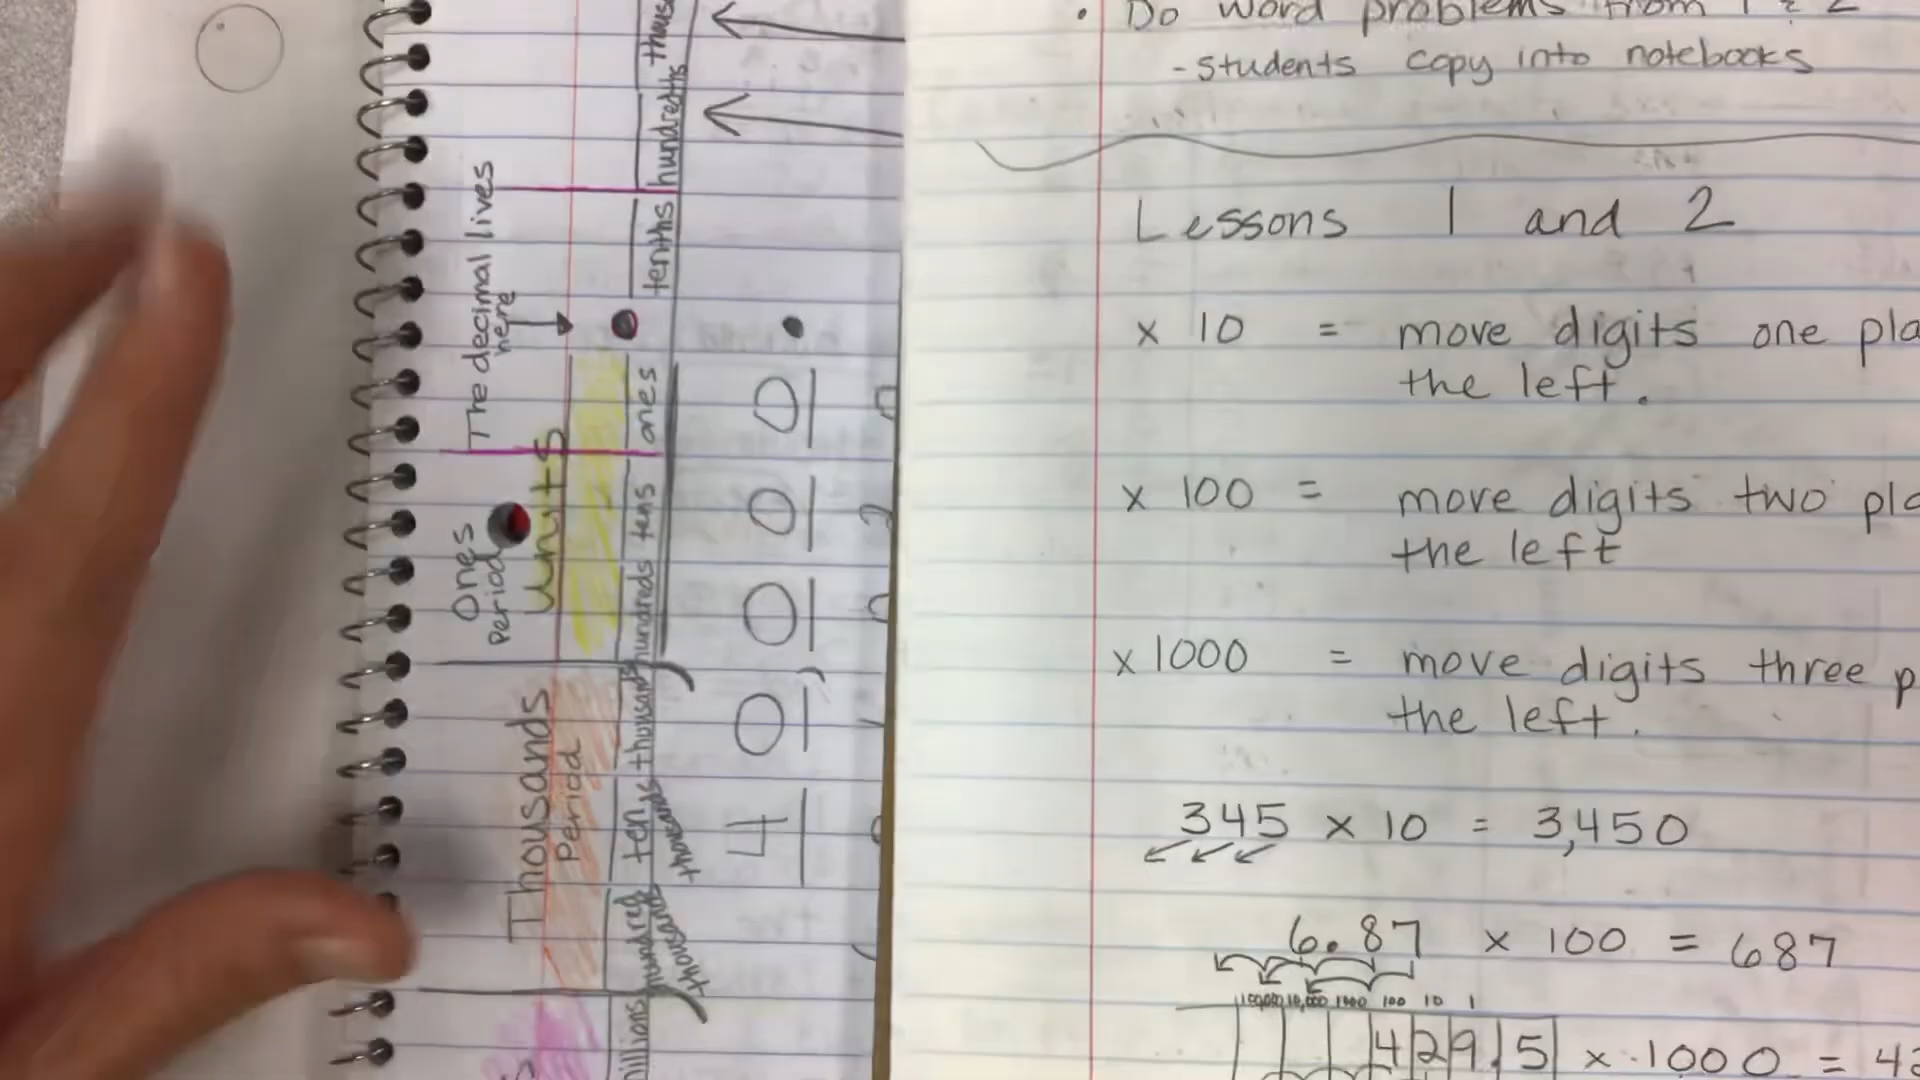 thous
hundredths
tenths
The decimal lives
here
ones
Ones
Period
Units
tens
hundreds
Thousands
Period
thousands
ten
thousands
hundred
thousands
millions
0
0
0
0,
4
• Do word problems from 1 & 2
- students copy into notebooks
Lessons 1 and 2
x 10 = move digits one pla
the left.
x 100 = move digits two pla
the left
x 1000 = move digits three p
the left.
345 x 10 = 3,450
6.87 x 100 = 687
100,000 10,000 1000 100 10 1
429.5 x 1000 = 42